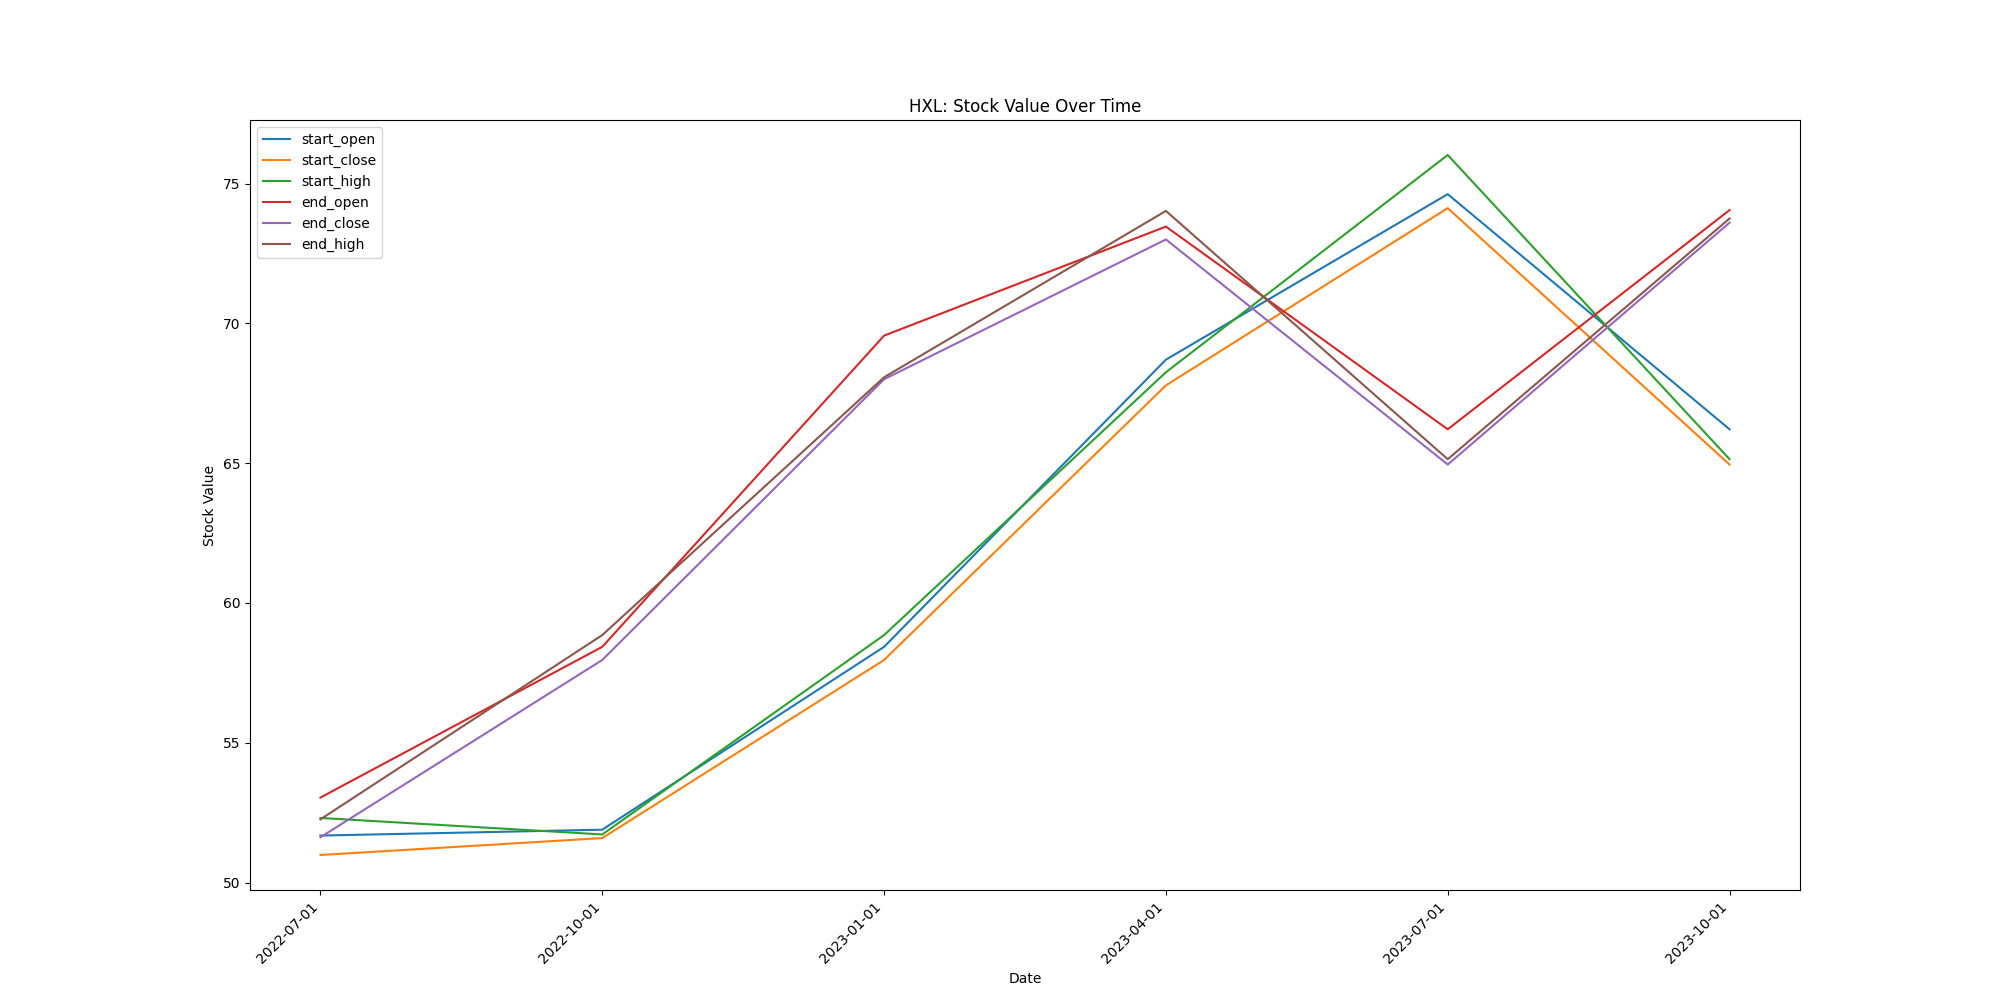 HXL: Stock Value Over Time
start_open
start_close
start_high
end_open
end_close
end_high
75
70
65
60
55
50
Stock Value
2022-07-01
2022-10-01
2023-01-01
2023-04-01
2023-07-01
2023-10-01
Date